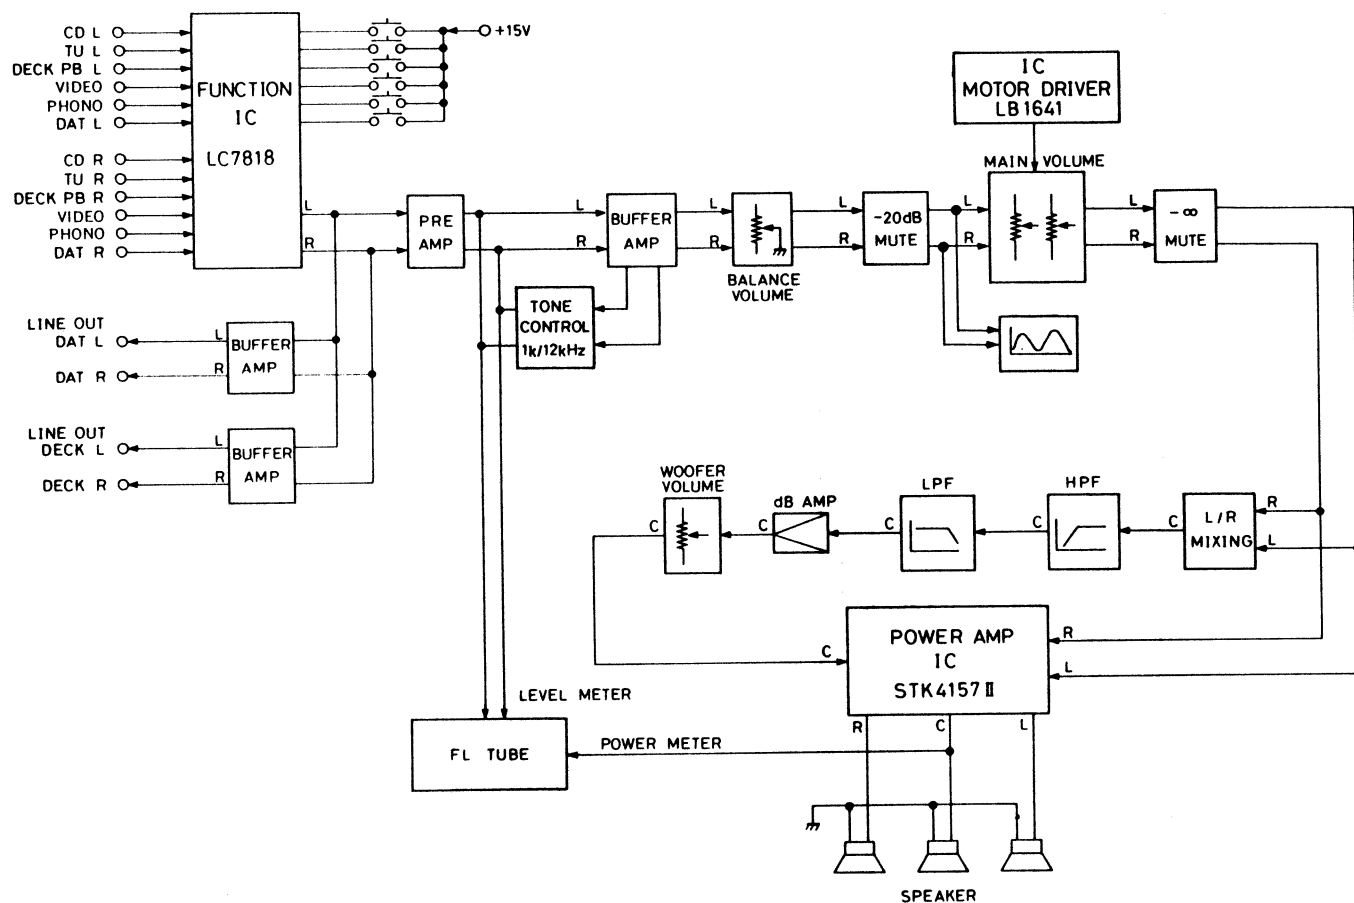 CD L
TU L
DECK PB L
VIDEO
PHONO
DAT L
CD R
TU R
DECK PB R
VIDEO
PHONO
DAT R
FUNCTION
IC
LC7818
+15V
L
R
PRE
AMP
L
R
BUFFER
AMP
L
R
BALANCE
VOLUME
L
R
-20dB
MUTE
L
R
IC
MOTOR DRIVER
LB1641
MAIN VOLUME
L
R
-∞
MUTE
TONE
CONTROL
1k/12kHz
LINE OUT
DAT L
DAT R
L
R
BUFFER
AMP
LINE OUT
DECK L
DECK R
L
R
BUFFER
AMP
WOOFER
VOLUME
C
C
dB AMP
C
LPF
C
HPF
C
L/R
MIXING
R
L
POWER AMP
IC
STK4157 II
C
R
L
R
C
L
LEVEL METER
FL TUBE
POWER METER
SPEAKER